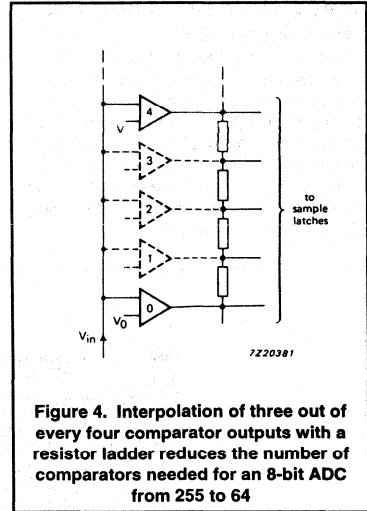 4
V
3
2
to
sample
latches
1
0
V0
Vin
7Z20381
Figure 4. Interpolation of three out of
every four comparator outputs with a
resistor ladder reduces the number of
comparators needed for an 8-bit ADC
from 255 to 64